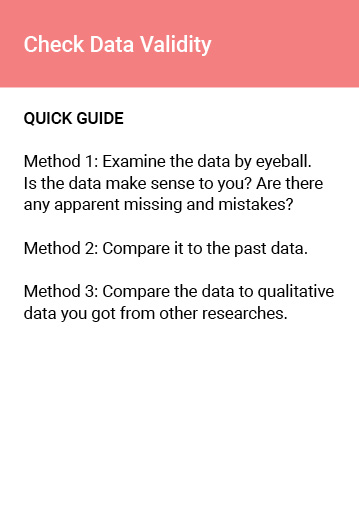 Check Data Validity
QUICK GUIDE
Method 1: Examine the data by eyeball.
Is the data make sense to you? Are there
any apparent missing and mistakes?
Method 2: Compare it to the past data.
Method 3: Compare the data to qualitative
data you got from other researches.